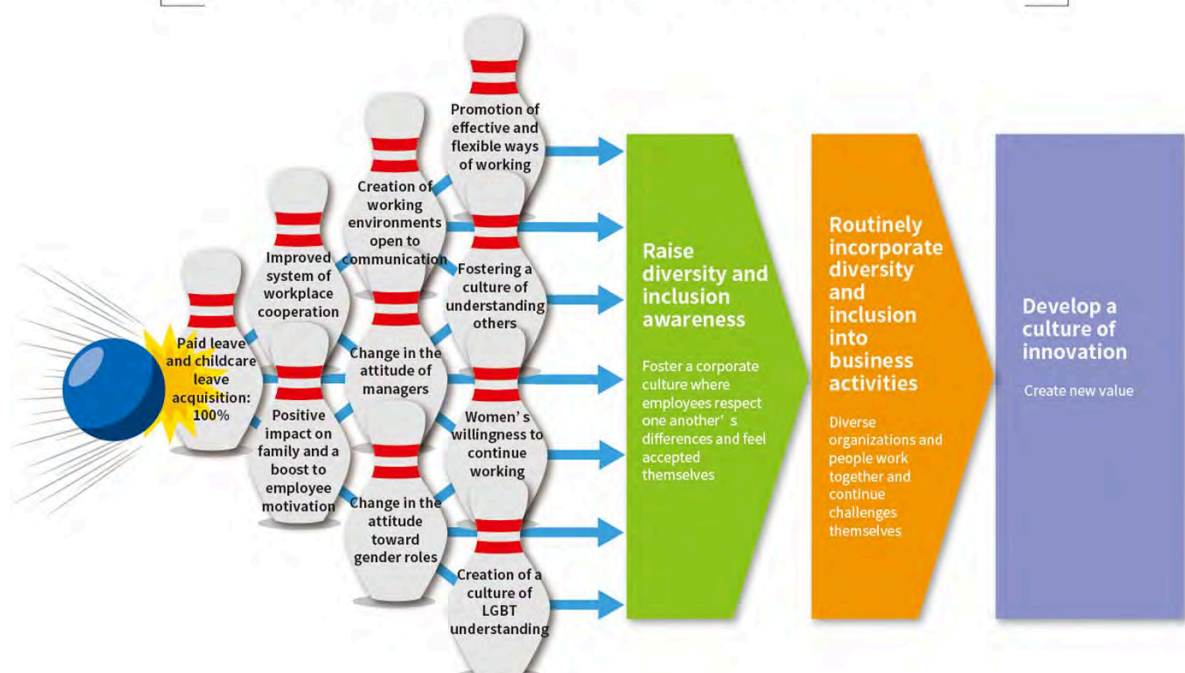 Paid leave
and childcare
leave
acquisition:
100%
Improved
system of
workplace
cooperation
Positive
impact on
family and a
boost to
employee
motivation
Creation of
working
environments
open to
communication
Change in the
attitude of
managers
Change in the
attitude
toward
gender roles
Promotion of
effective and
flexible ways
of working
Fostering a
culture of
understanding
others
Women’ s
willingness to
continue
working
Creation of a
culture of
LGBT
understanding
Raise
diversity and
inclusion
awareness
Foster a corporate
culture where
employees respect
one another’ s
differences and feel
accepted
themselves
Routinely
incorporate
diversity
and
inclusion
into
business
activities
Diverse
organizations and
people work
together and
continue
challenges
themselves
Develop a
culture of
innovation
Create new value